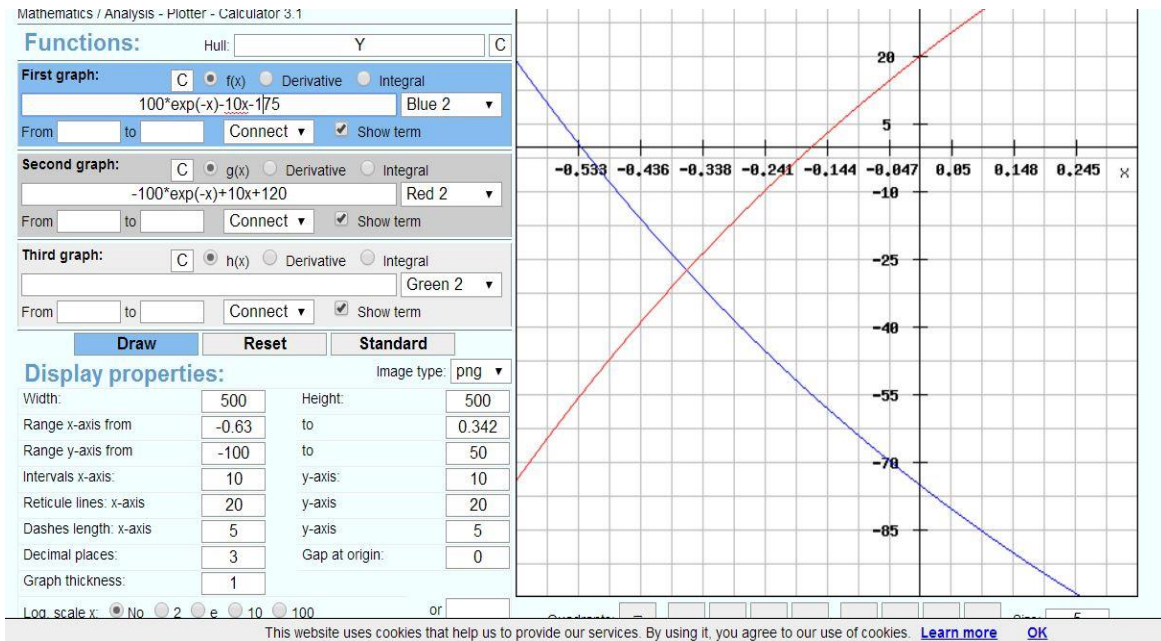 Mathematics / Analysis - Plotter - Calculator 3.1
Functions: Hull: Y C
First graph: C f(x) Derivative Integral
100*exp(-x)-10x-175 Blue 2
From to Connect Show term
Second graph: C g(x) Derivative Integral
-100*exp(-x)+10x+120 Red 2
From to Connect Show term
Third graph: C h(x) Derivative Integral
Green 2
From to Connect Show term
Draw Reset Standard
Display properties: Image type: png
Width: 500 Height: 500
Range x-axis from -0.63 to 0.342
Range y-axis from -100 to 50
Intervals x-axis: 10 y-axis: 10
Reticule lines: x-axis 20 y-axis 20
Dashes length: x-axis 5 y-axis 5
Decimal places: 3 Gap at origin: 0
Graph thickness: 1
Log. scale x: No 2 e 10 100 or
20
5
-0.533 -0.436 -0.338 -0.241 -0.144 -0.047 0.05 0.148 0.245 x
-10
-25
-40
-55
-70
-85
This website uses cookies that help us to provide our services. By using it, you agree to our use of cookies. Learn more OK